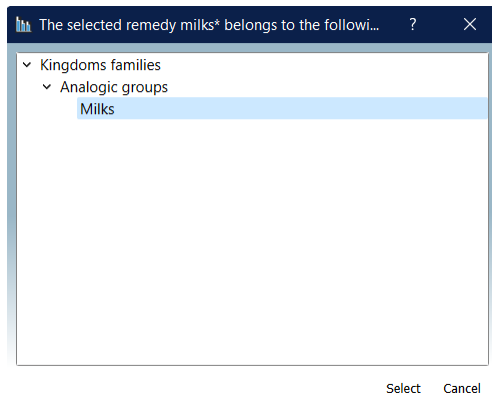 The selected remedy milks* belongs to the followi... ?
Kingdoms families
Analogic groups
Milks
Select Cancel